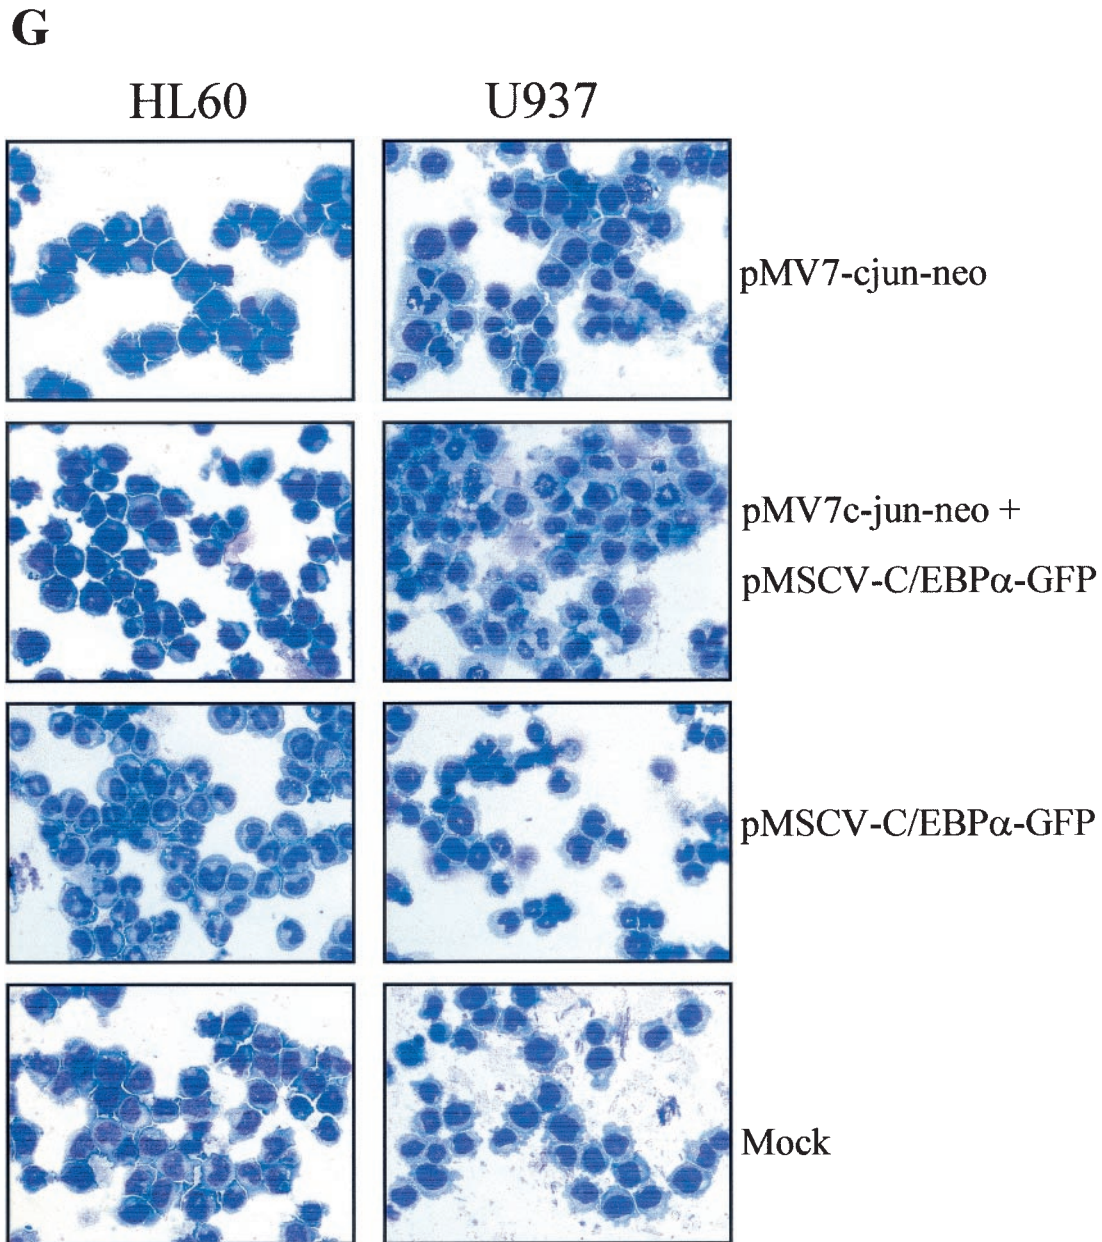 G
HL60 U937
pMV7-cjun-neo
pMV7c-jun-neo +
pMSCV-C/EBPα-GFP
pMSCV-C/EBPα-GFP
Mock